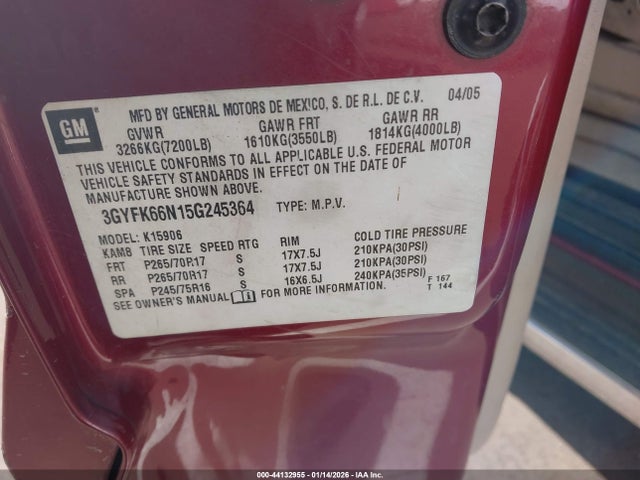 GM
MFD BY GENERAL MOTORS DE MEXICO, S. DE R.L. DE C.V. 04/05
GVWR GAWR FRT GAWR RR
3266KG(7200LB) 1610KG(3550LB) 1814KG(4000LB)
THIS VEHICLE CONFORMS TO ALL APPLICABLE U.S. FEDERAL MOTOR
VEHICLE SAFETY STANDARDS IN EFFECT ON THE DATE OF
MANUFACTURE SHOWN ABOVE.
3GYFK66N15G245364 TYPE: M.P.V.
MODEL: K15906
KAMB TIRE SIZE SPEED RTG RIM COLD TIRE PRESSURE
FRT P265/70R17 S 17X7.5J 210KPA(30PSI)
RR P265/70R17 S 17X7.5J 210KPA(30PSI)
SPA P245/75R16 S 16X6.5J 240KPA(35PSI)
SEE OWNER'S MANUAL FOR MORE INFORMATION.
F 167
T 144
000-44132955 - 01/14/2026 - IAA Inc.